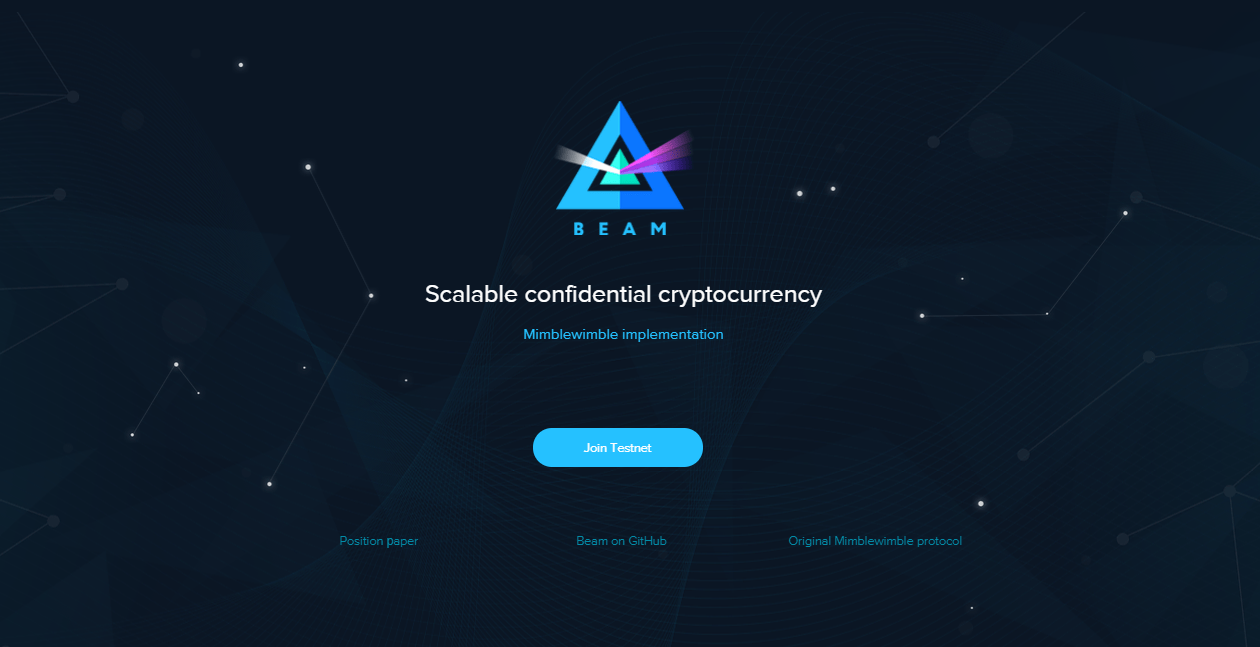 BEAM
Scalable confidential cryptocurrency
Mimblewimble implementation
Join Testnet
Position paper
Beam on GitHub
Original Mimblewimble protocol